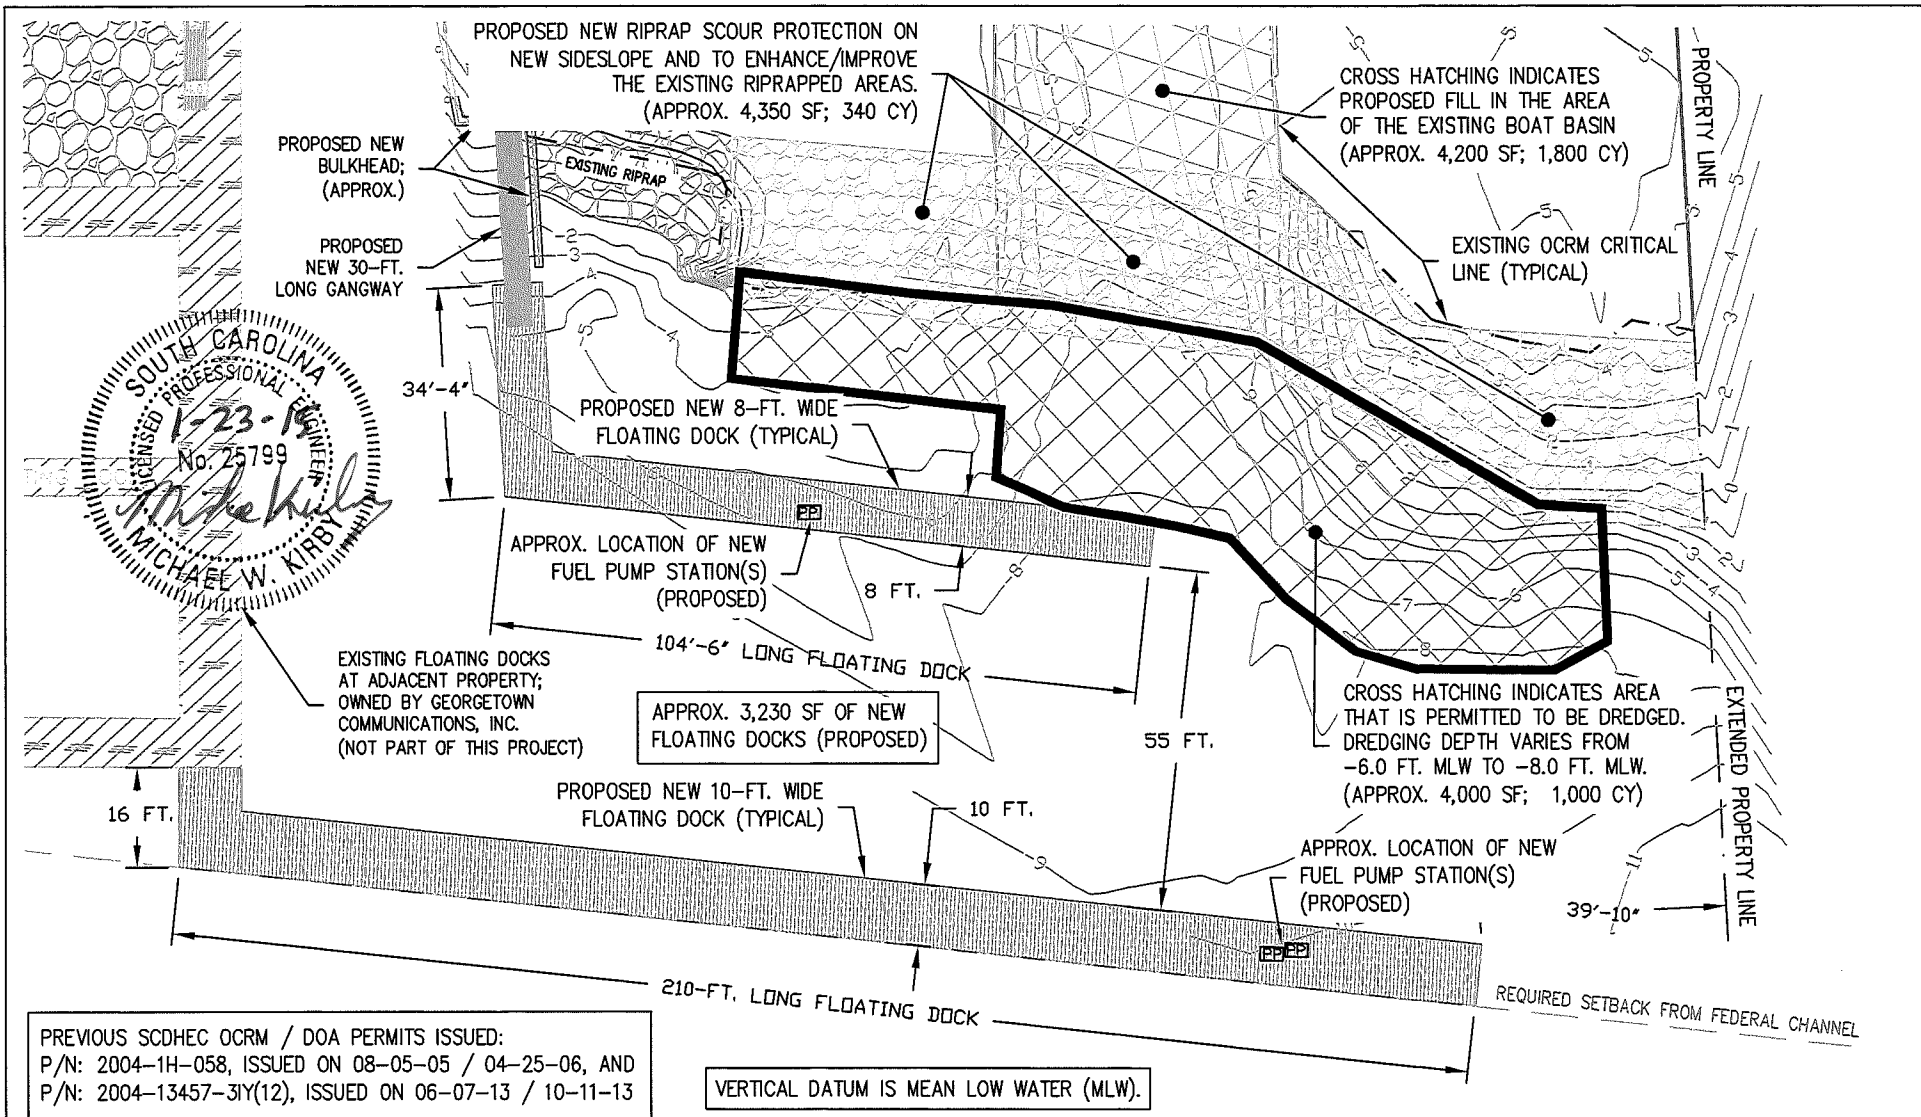 PROPOSED NEW RIPRAP SCOUR PROTECTION ON
NEW SIDESLOPE AND TO ENHANCE/IMPROVE
THE EXISTING RIPRAPPED AREAS.
(APPROX. 4,350 SF; 340 CY)
CROSS HATCHING INDICATES
PROPOSED FILL IN THE AREA
OF THE EXISTING BOAT BASIN
(APPROX. 4,200 SF; 1,800 CY)
PROPERTY LINE
PROPOSED NEW
BULKHEAD;
(APPROX.)
EXISTING RIPRAP
PROPOSED
NEW 30-FT.
LONG GANGWAY
EXISTING OCRM CRITICAL
LINE (TYPICAL)
SOUTH CAROLINA
LICENSED PROFESSIONAL ENGINEER
No. 25799
MICHAEL W. KIRBY
34'-4"
PROPOSED NEW 8-FT. WIDE
FLOATING DOCK (TYPICAL)
PP
APPROX. LOCATION OF NEW
FUEL PUMP STATION(S)
(PROPOSED)
8 FT.
104'-6" LONG FLOATING DOCK
EXISTING FLOATING DOCKS
AT ADJACENT PROPERTY;
OWNED BY GEORGETOWN
COMMUNICATIONS, INC.
(NOT PART OF THIS PROJECT)
APPROX. 3,230 SF OF NEW
FLOATING DOCKS (PROPOSED)
55 FT.
CROSS HATCHING INDICATES AREA
THAT IS PERMITTED TO BE DREDGED.
DREDGING DEPTH VARIES FROM
-6.0 FT. MLW TO -8.0 FT. MLW.
(APPROX. 4,000 SF; 1,000 CY)
EXTENDED PROPERTY LINE
16 FT.
PROPOSED NEW 10-FT. WIDE
FLOATING DOCK (TYPICAL)
10 FT.
APPROX. LOCATION OF NEW
FUEL PUMP STATION(S)
(PROPOSED)
39'-10"
PP PP
210-FT. LONG FLOATING DOCK
REQUIRED SETBACK FROM FEDERAL CHANNEL
PREVIOUS SCDHEC OCRM / DOA PERMITS ISSUED:
P/N: 2004-1H-058, ISSUED ON 08-05-05 / 04-25-06, AND
P/N: 2004-13457-3IY(12), ISSUED ON 06-07-13 / 10-11-13
VERTICAL DATUM IS MEAN LOW WATER (MLW).